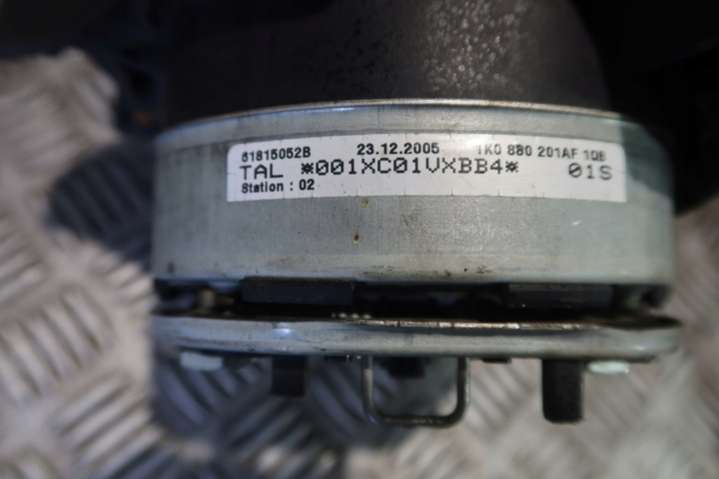 61815052B 23.12.2005 1K0 880 201AF 1QB
TAL *001XC01VXBB4* 01S
Station : 02